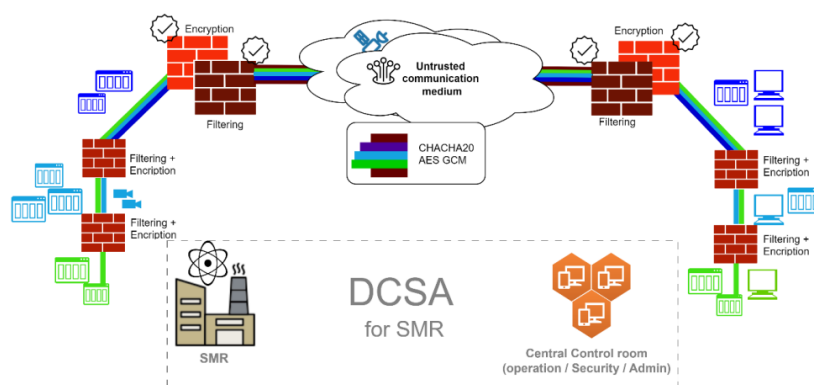 Encryption
Encryption
Untrusted
communication
medium
Filtering
Filtering
CHACHA20
AES GCM
Filtering +
Encription
Filtering +
Encription
Filtering +
Encription
Filtering +
Encription
DCSA
for SMR
SMR
Central Control room
(operation / Security / Admin)